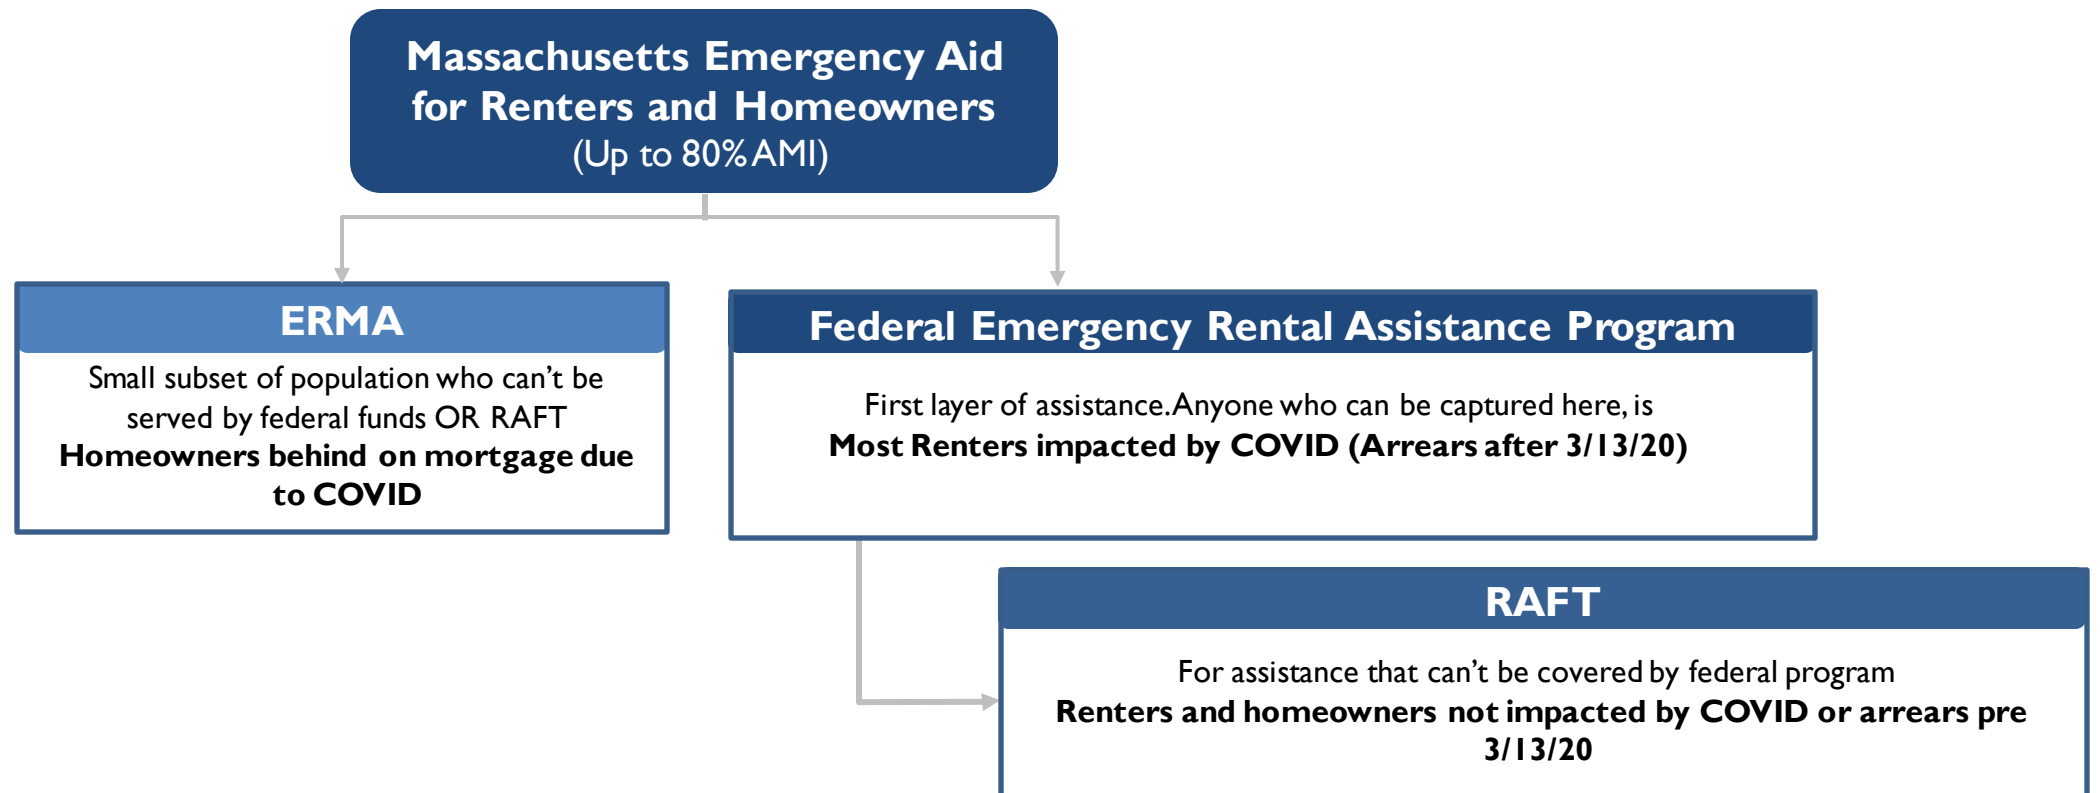 Massachusetts Emergency Aid
for Renters and Homeowners
(Up to 80% AMI)
ERMA
Small subset of population who can't be
served by federal funds OR RAFT
Homeowners behind on mortgage due
to COVID
Federal Emergency Rental Assistance Program
First layer of assistance. Anyone who can be captured here, is
Most Renters impacted by COVID (Arrears after 3/13/20)
RAFT
For assistance that can't be covered by federal program
Renters and homeowners not impacted by COVID or arrears pre
3/13/20